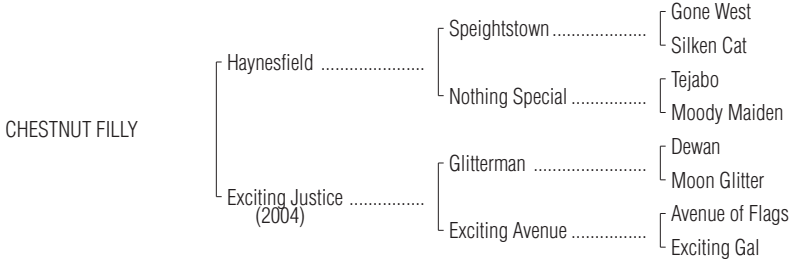 Gone West
Speightstown ....................
Silken Cat
Haynesfield ......................
Tejabo
Nothing Special ................
Moody Maiden
CHESTNUT FILLY
Dewan
Glitterman ........................
Moon Glitter
Exciting Justice ................
(2004)
Avenue of Flags
Exciting Avenue ................
Exciting Gal